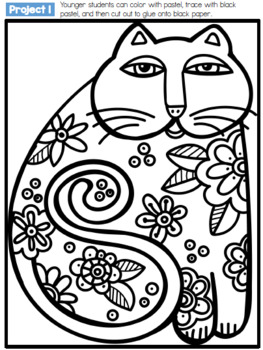 Project 1
Younger students can color with pastel, trace with black
pastel, and then cut out to glue onto black paper.